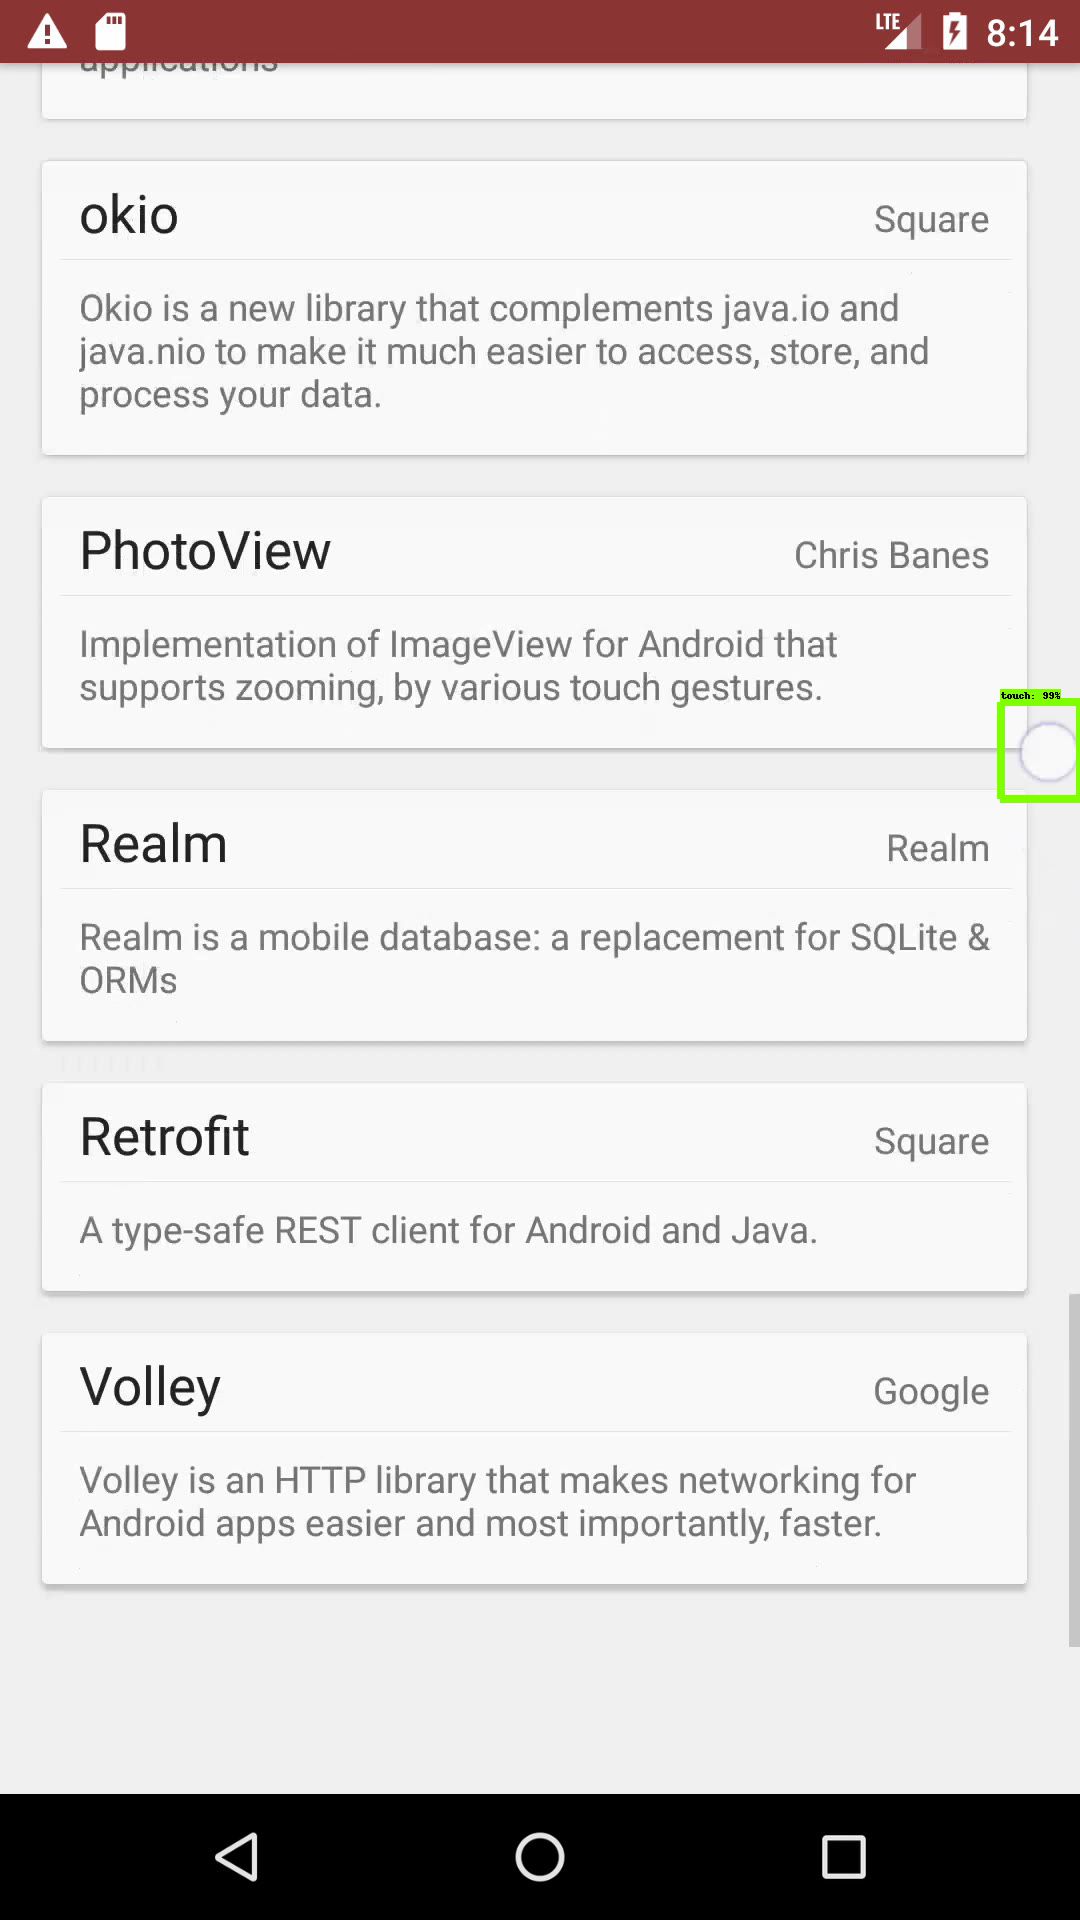 LTE 8:14
applications
okio Square
Okio is a new library that complements java.io and
java.nio to make it much easier to access, store, and
process your data.
PhotoView Chris Banes
Implementation of ImageView for Android that
supports zooming, by various touch gestures.
touch: 99%
Realm Realm
Realm is a mobile database: a replacement for SQLite &
ORMs
Retrofit Square
A type-safe REST client for Android and Java.
Volley Google
Volley is an HTTP library that makes networking for
Android apps easier and most importantly, faster.